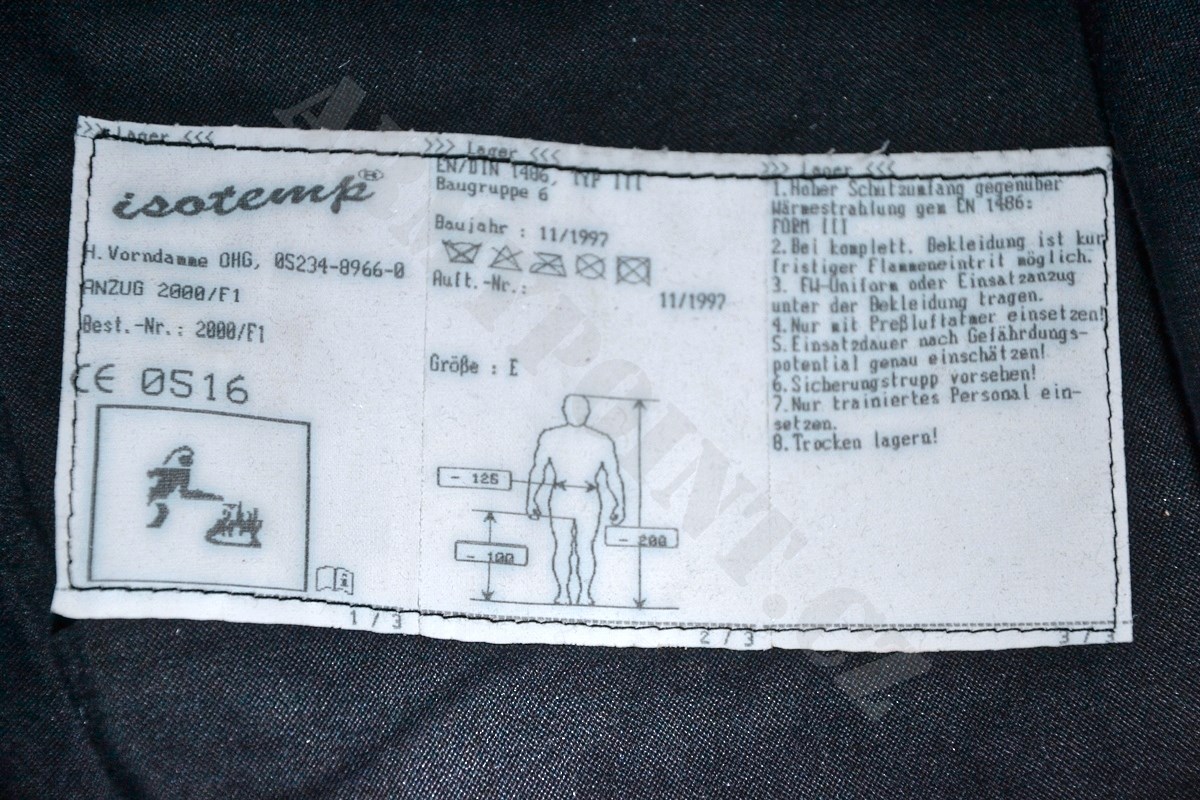 >>> Lager <<<
isotemp®
H. Vorndamme OHG, 05234-8966-0
ANZUG 2000/F1
Best.-Nr.: 2000/F1
CE 0516
i
1 / 3
>>> Lager <<<
EN/DIN 1486, TYP III
Baugruppe 6
Baujahr : 11/1997
Auft.-Nr.:
11/1997
Größe : E
- 125
- 100
- 200
2 / 3
>>> Lager <<<
1.Hoher Schutzumfang gegenüber
Wärmestrahlung gem EN 1486:
FORM III
2.Bei komplett. Bekleidung ist kur
fristiger Flammeneintrit möglich.
3. FW-Uniform oder Einsatzanzug
unter der Bekleidung tragen.
4.Nur mit Preßluftatmer einsetzen!
5.Einsatzdauer nach Gefährdungs-
potential genau einschätzen!
6.Sicherungstrupp vorsehen!
7.Nur trainiertes Personal ein-
setzen.
8.Trocken lagern!
3 / 3